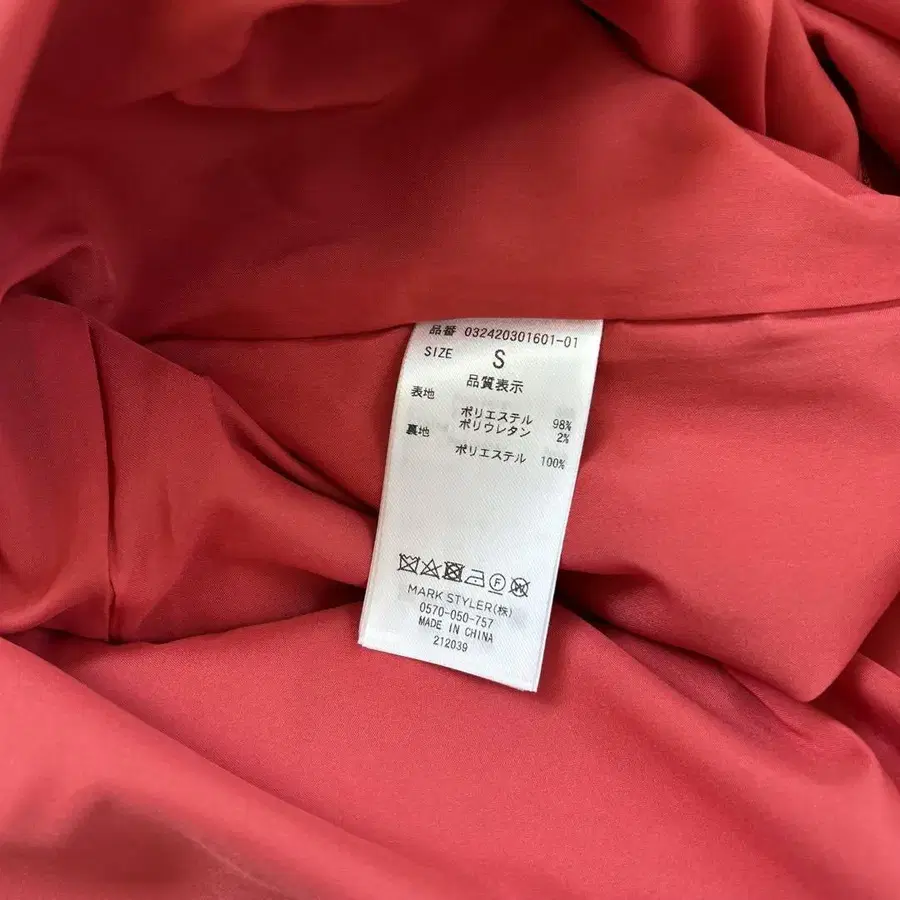 品番 032420301601-01
SIZE S
品質表示
表地
ポリエステル 98%
ポリウレタン 2%
裏地
ポリエステル 100%
MARK STYLER(株)
0570-050-757
MADE IN CHINA
212039